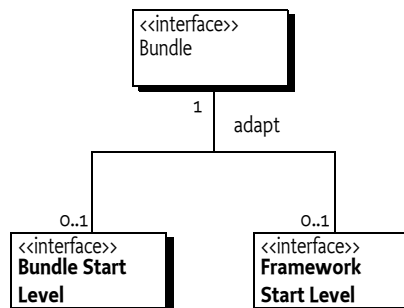 <<interface>>
Bundle
1
adapt
0..1
0..1
<<interface>>
Bundle Start
Level
<<interface>>
Framework
Start Level